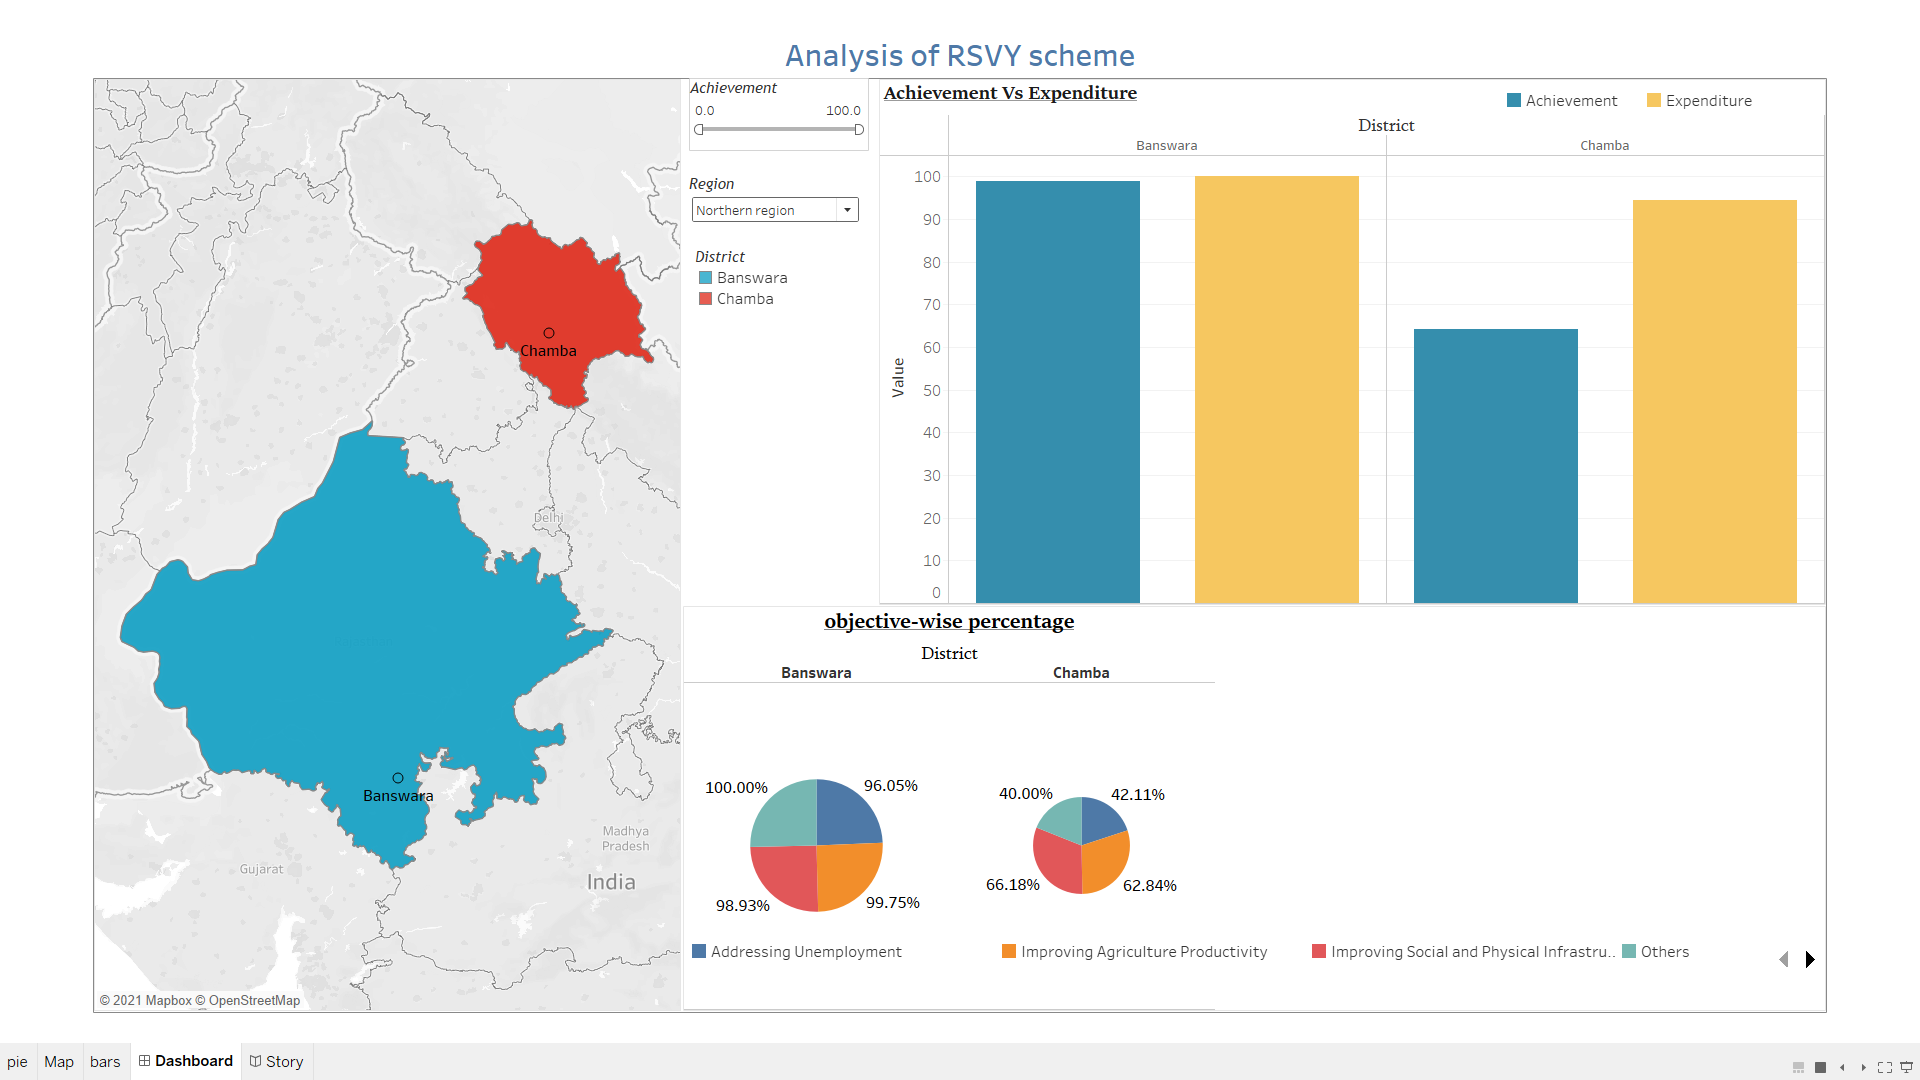 Analysis of RSVY scheme
Achievement
0.0 100.0
Region
Northern region
District
Banswara
Chamba
Chamba
Delhi
Banswara
Madhya
Pradesh
Gujarat
India
© 2021 Mapbox © OpenStreetMap
Achievement Vs Expenditure
Achievement Expenditure
District
Banswara Chamba
Value
100
90
80
70
60
50
40
30
20
10
0
objective-wise percentage
District
Banswara Chamba
100.00% 96.05%
98.93% 99.75%
40.00% 42.11%
66.18% 62.84%
Addressing Unemployment Improving Agriculture Productivity Improving Social and Physical Infrastru.. Others
pie Map bars Dashboard Story